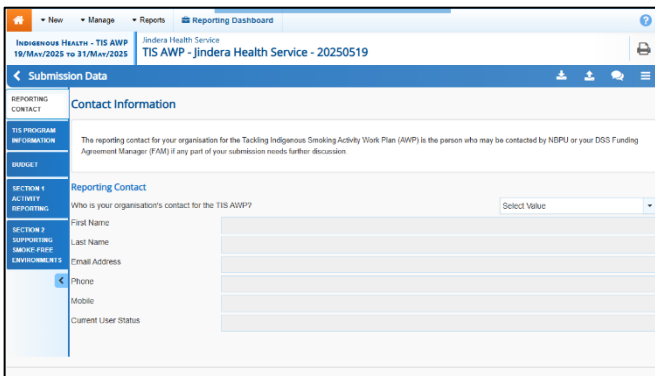 New Manage Reports Reporting Dashboard
INDIGENOUS HEALTH - TIS AWP
19/MAY/2025 TO 31/MAY/2025
Jindera Health Service
TIS AWP - Jindera Health Service - 20250519
Submission Data
REPORTING
CONTACT
TIS PROGRAM
INFORMATION
BUDGET
SECTION 1
ACTIVITY
REPORTING
SECTION 2
SUPPORTING
SMOKE-FREE
ENVIRONMENTS
Contact Information
The reporting contact for your organisation for the Tackling Indigenous Smoking Activity Work Plan (AWP) is the person who may be contacted by NBPU or your DSS Funding
Agreement Manager (FAM) if any part of your submission needs further discussion.
Reporting Contact
Who is your organisation's contact for the TIS AWP? Select Value
First Name
Last Name
Email Address
Phone
Mobile
Current User Status